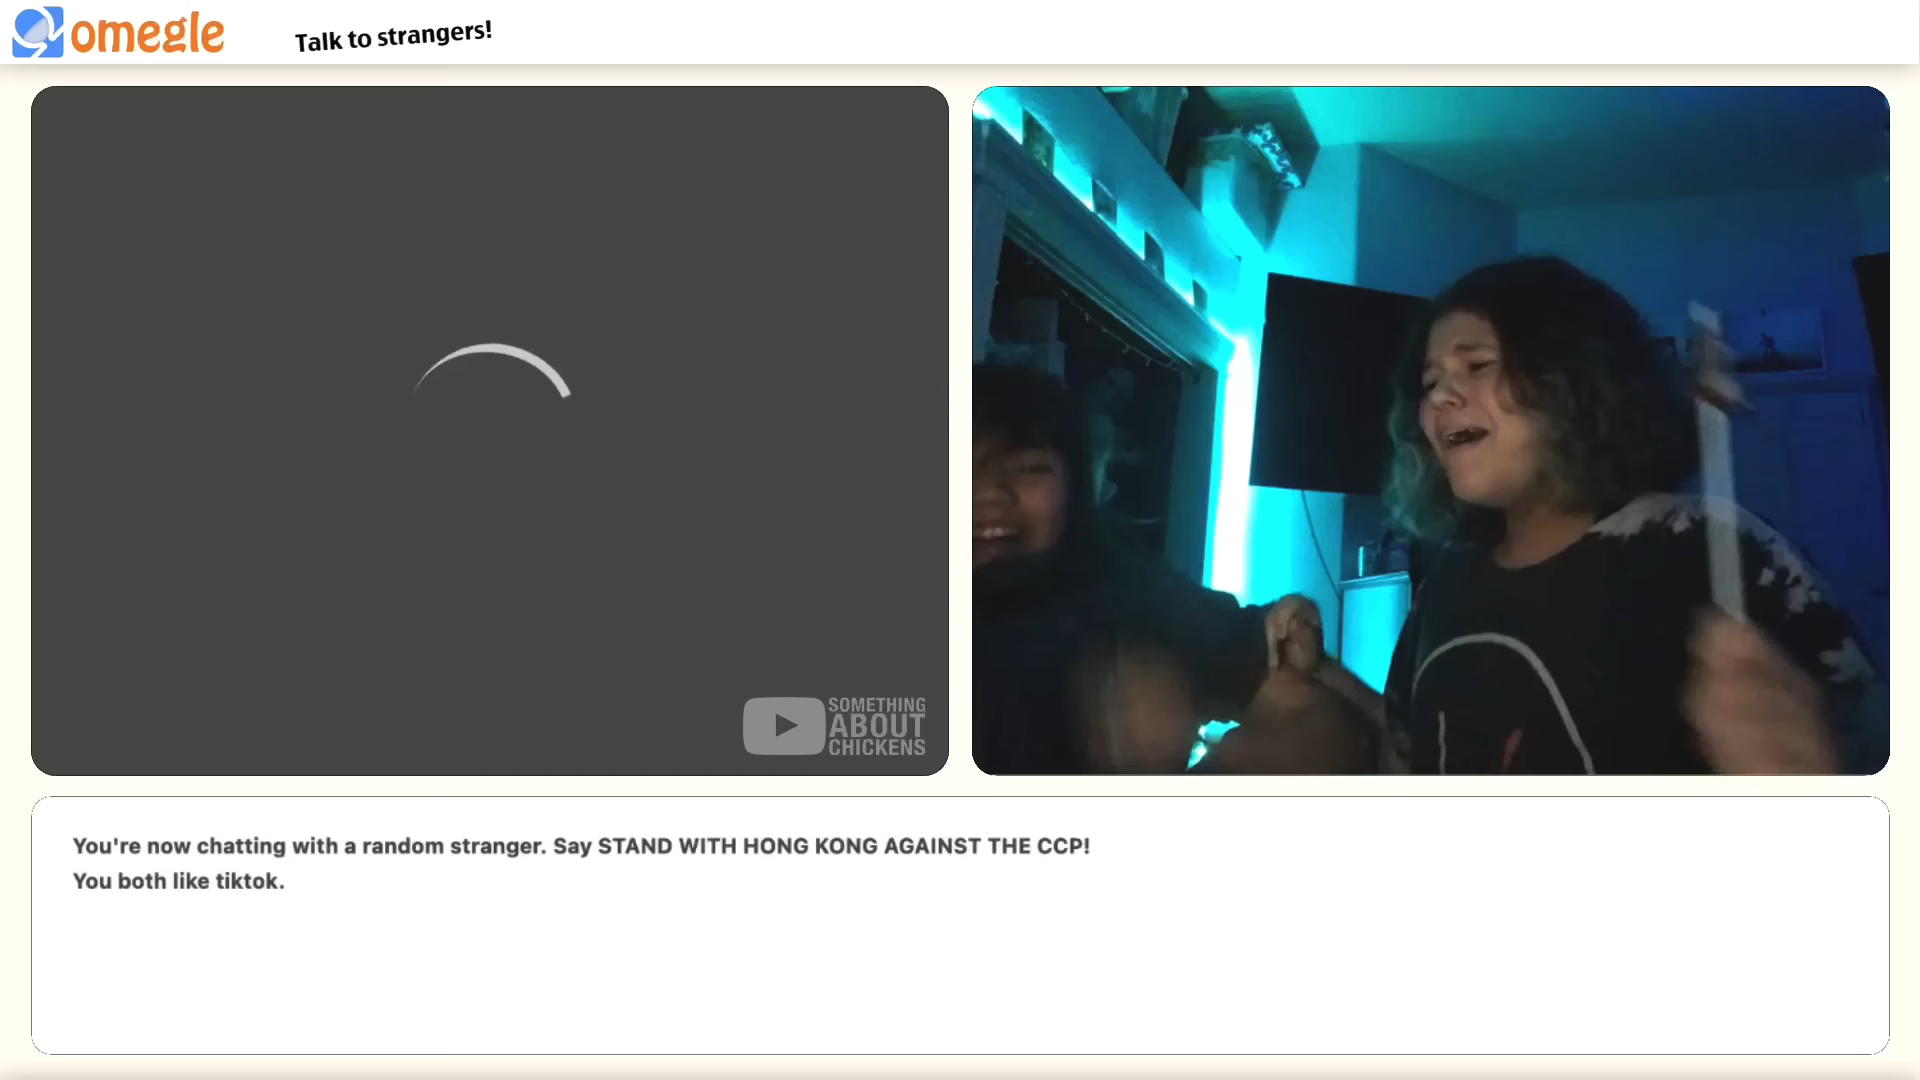 omegle
Talk to strangers!
SOMETHING
ABOUT
CHICKENS
You're now chatting with a random stranger. Say STAND WITH HONG KONG AGAINST THE CCP!
You both like tiktok.